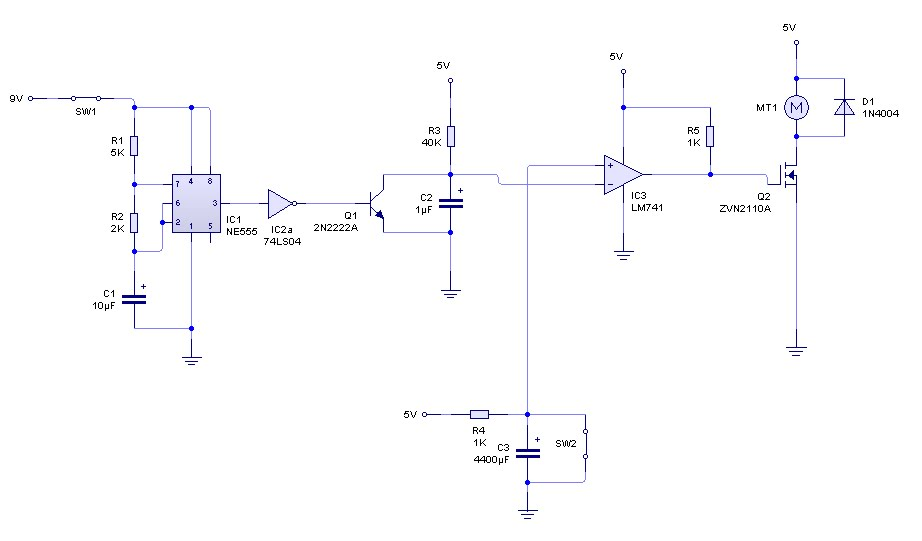 5V
5V
5V
9V
SW1
R1
5K
R3
40K
R5
1K
MT1
M
D1
1N4004
4
8
7
6
2
3
1
5
R2
2K
IC1
NE555
IC2a
74LS04
Q1
2N2222A
C2
1µF
+
+
−
IC3
LM741
Q2
ZVN2110A
C1
10µF
+
5V
R4
1K
C3
4400µF
+
SW2